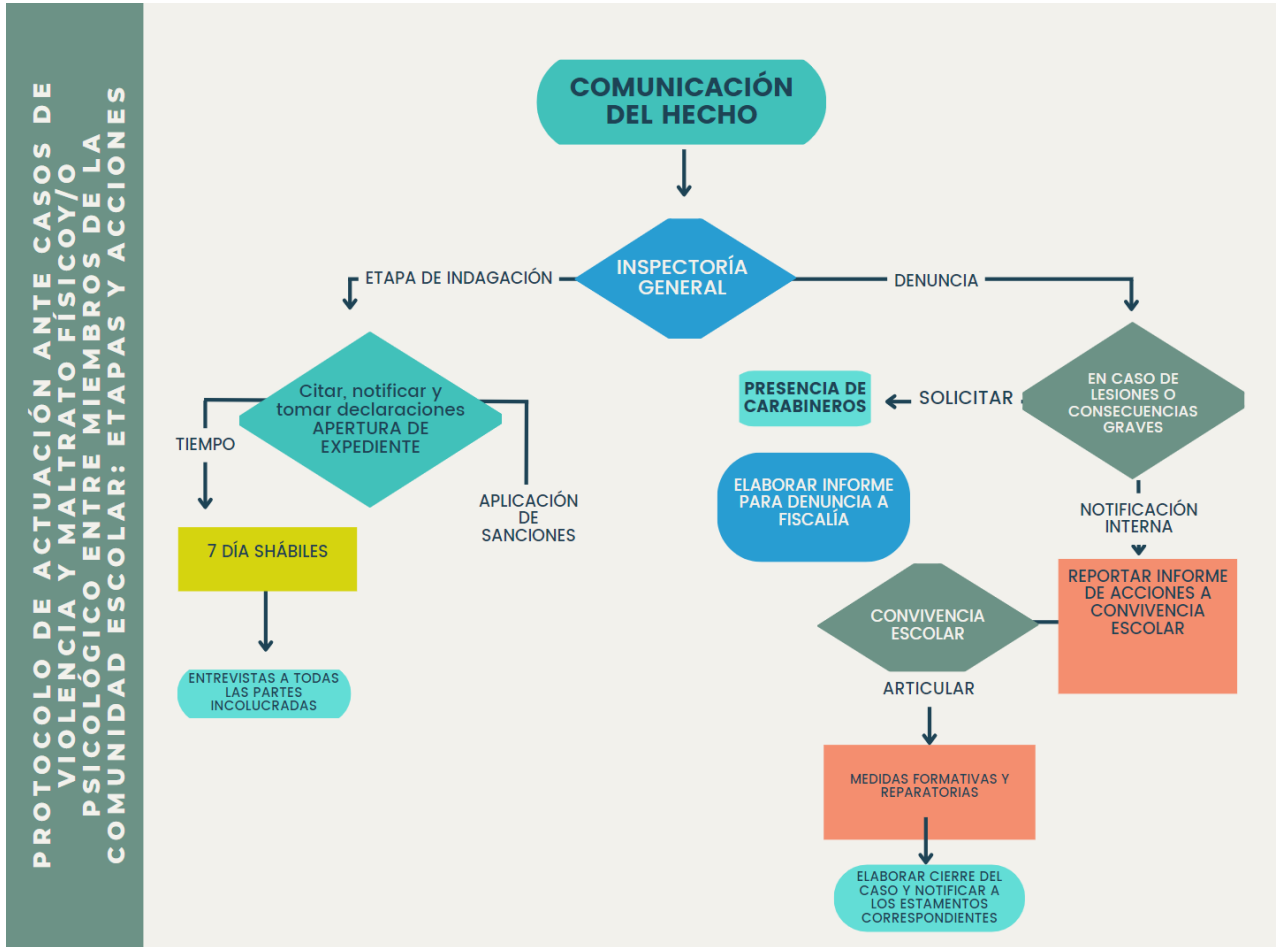 PROTOCOLO DE ACTUACIÓN ANTE CASOS DE
VIOLENCIA Y MALTRATO FÍSICOY/O
PSICOLÓGICO ENTRE MIEMBROS DE LA
COMUNIDAD ESCOLAR: ETAPAS Y ACCIONES
COMUNICACIÓN
DEL HECHO
INSPECTORÍA
GENERAL
ETAPA DE INDAGACIÓN
DENUNCIA
Citar, notificar y
tomar declaraciones
APERTURA DE
EXPEDIENTE
TIEMPO
7 DÍA SHÁBILES
ENTREVISTAS A TODAS
LAS PARTES
INCOLUCRADAS
APLICACIÓN
DE
SANCIONES
EN CASO DE
LESIONES O
CONSECUENCIAS
GRAVES
SOLICITAR
PRESENCIA DE
CARABINEROS
ELABORAR INFORME
PARA DENUNCIA A
FISCALÍA
NOTIFICACIÓN
INTERNA
REPORTAR INFORME
DE ACCIONES A
CONVIVENCIA
ESCOLAR
CONVIVENCIA
ESCOLAR
ARTICULAR
MEDIDAS FORMATIVAS Y
REPARATORIAS
ELABORAR CIERRE DEL
CASO Y NOTIFICAR A
LOS ESTAMENTOS
CORRESPONDIENTES